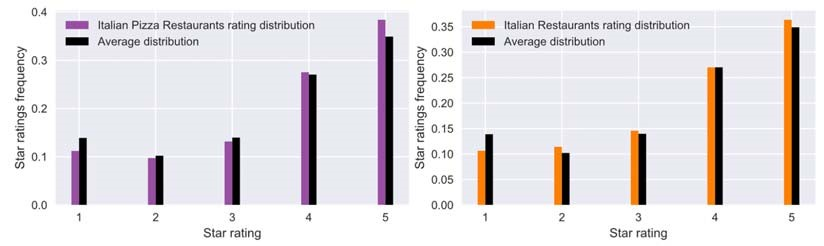 Italian Pizza Restaurants rating distribution
Average distribution
Star ratings frequency
0.4
0.3
0.2
0.1
0.0
1 2 3 4 5
Star rating
Italian Restaurants rating distribution
Average distribution
Star ratings frequency
0.35
0.30
0.25
0.20
0.15
0.10
0.05
0.00
1 2 3 4 5
Star rating